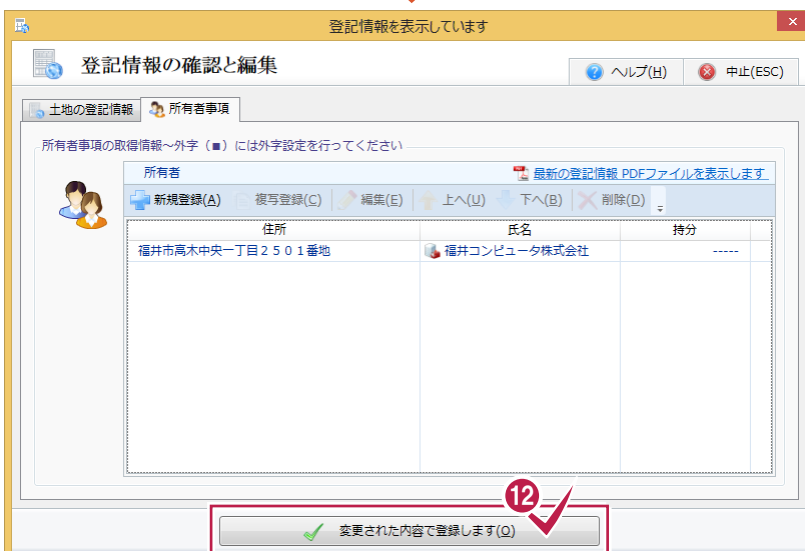 登記情報を表示しています
登記情報の確認と編集
ヘルプ(H) 中止(ESC)
土地の登記情報 所有者事項
所有者事項の取得情報～外字（■）には外字設定を行ってください
所有者 最新の登記情報 PDFファイルを表示します
新規登録(A) 複写登録(C) 編集(E) 上へ(U) 下へ(B) 削除(D)
住所 氏名 持分
福井市高木中央一丁目２５０１番地 福井コンピュータ株式会社 -----
12
変更された内容で登録します(O)